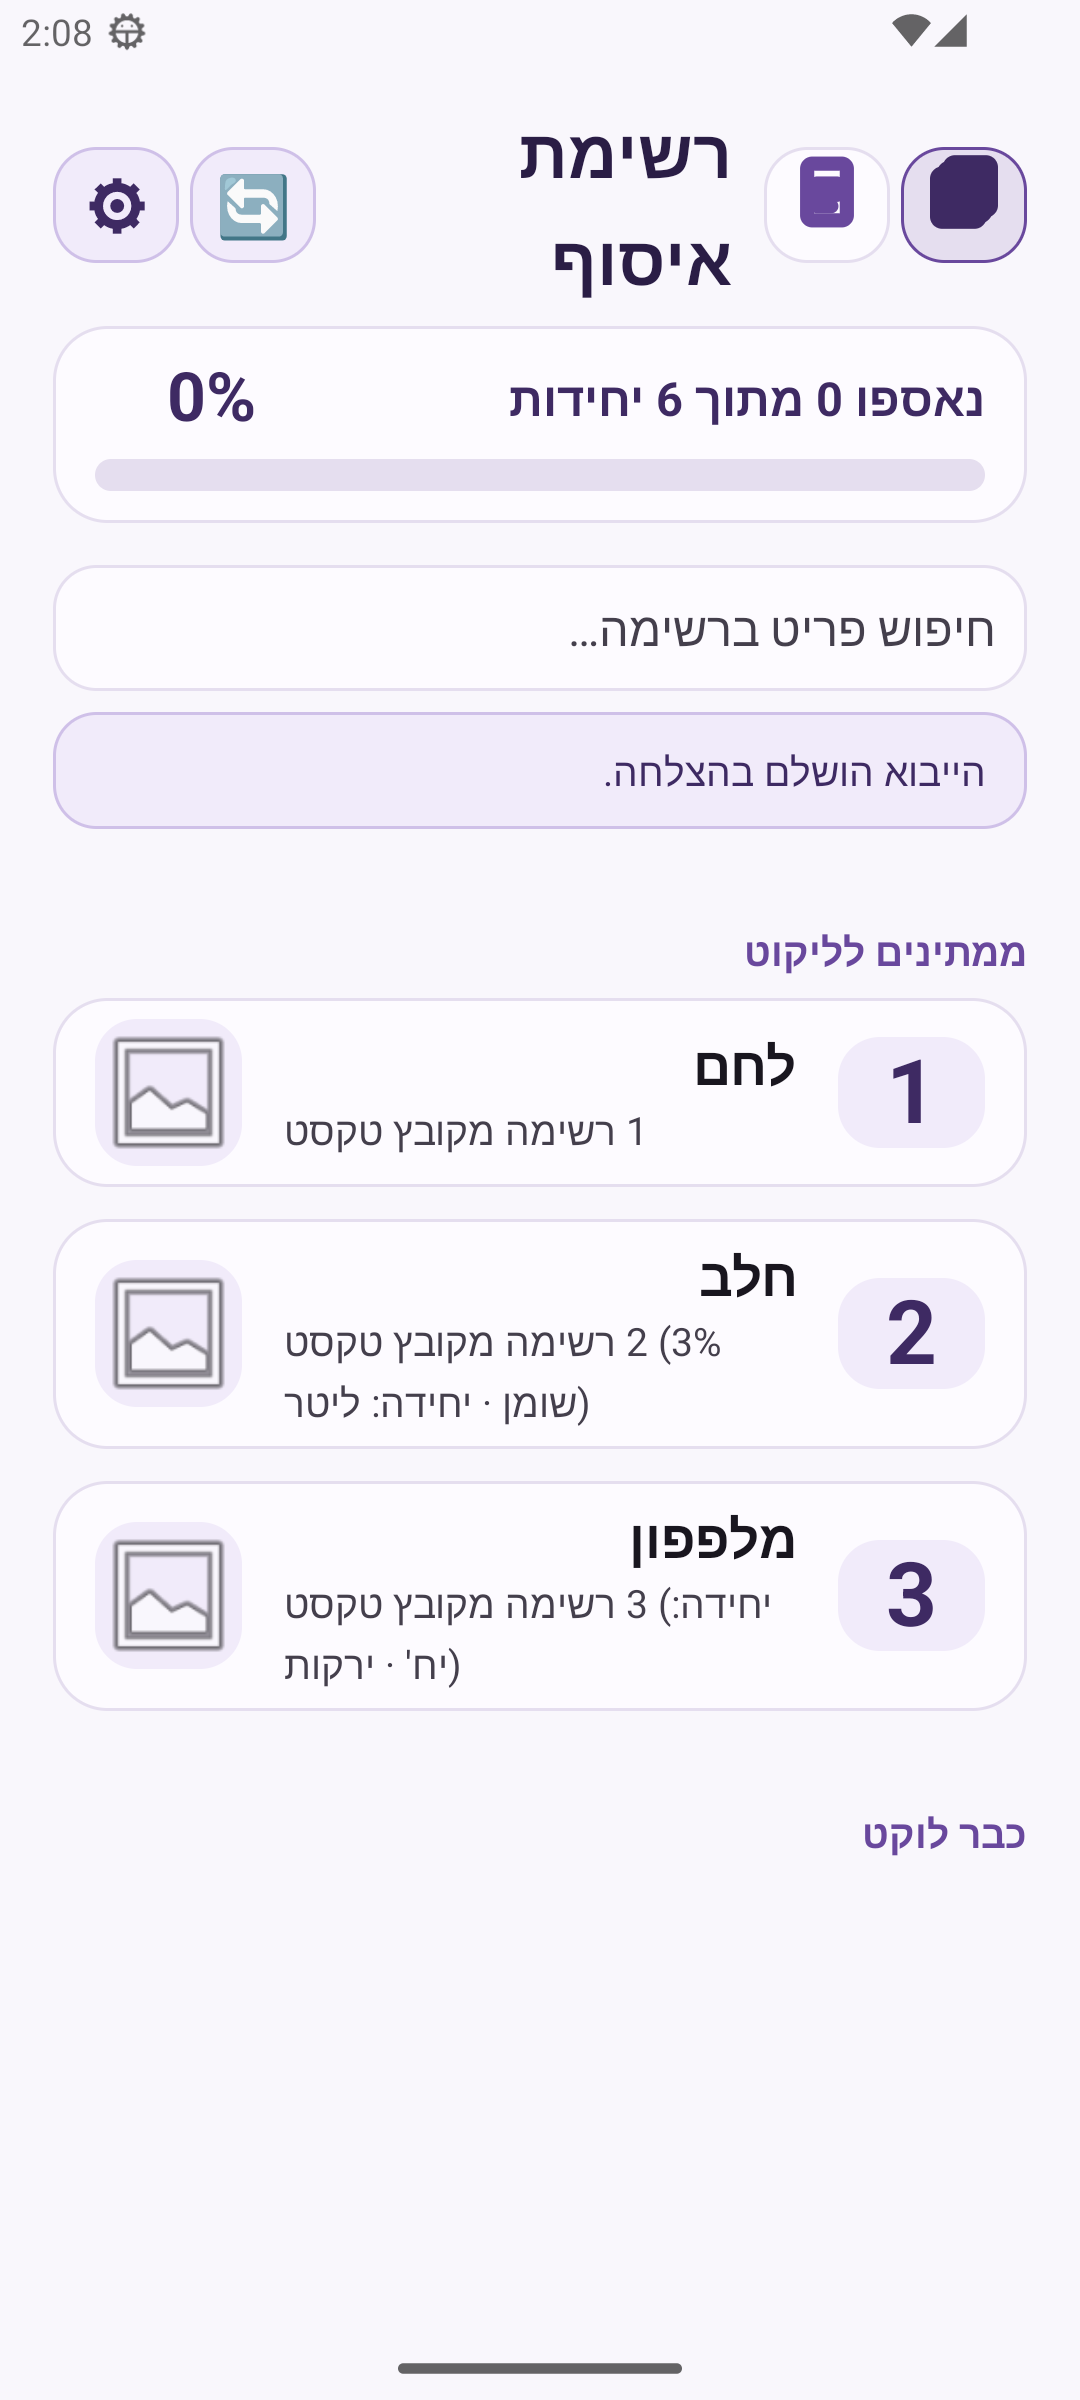 2:08
רשימת
איסוף
נאספו 0 מתוך 6 יחידות
0%
חיפוש פריט ברשימה...
הייבוא הושלם בהצלחה.
ממתינים לליקוט
1
לחם
1 רשימה מקובץ טקסט
2
חלב
2 רשימה מקובץ טקסט (3%
שומן · יחידה: ליטר)
3
מלפפון
3 רשימה מקובץ טקסט (יחידה:
יח' · ירקות)
כבר לוקט